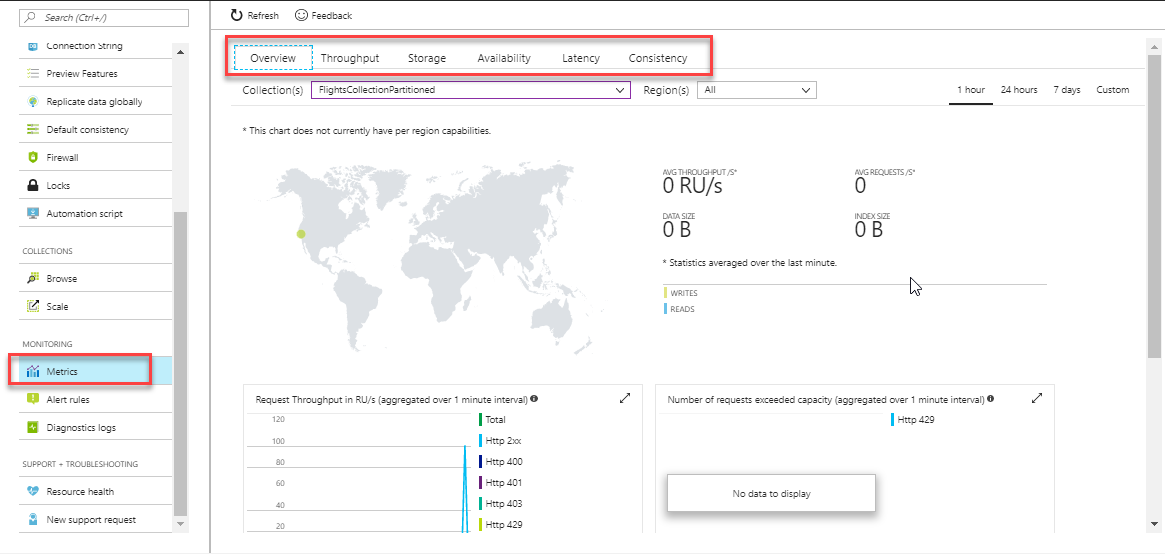 Search (Ctrl+/)
Connection String
Preview Features
Replicate data globally
Default consistency
Firewall
Locks
Automation script
COLLECTIONS
Browse
Scale
MONITORING
Metrics
Alert rules
Diagnostics logs
SUPPORT + TROUBLESHOOTING
Resource health
New support request
Refresh Feedback
Overview Throughput Storage Availability Latency Consistency
Collection(s) FlightsCollectionPartitioned Region(s) All 1 hour 24 hours 7 days Custom
* This chart does not currently have per region capabilities.
AVG THROUGHPUT /S* AVG REQUESTS /S*
0 RU/s 0
DATA SIZE INDEX SIZE
0 B 0 B
* Statistics averaged over the last minute.
WRITES
READS
Request Throughput in RU/s (aggregated over 1 minute interval)
120
100
80
60
40
20
Total
Http 2xx
Http 400
Http 401
Http 403
Http 429
Number of requests exceeded capacity (aggregated over 1 minute interval)
Http 429
No data to display